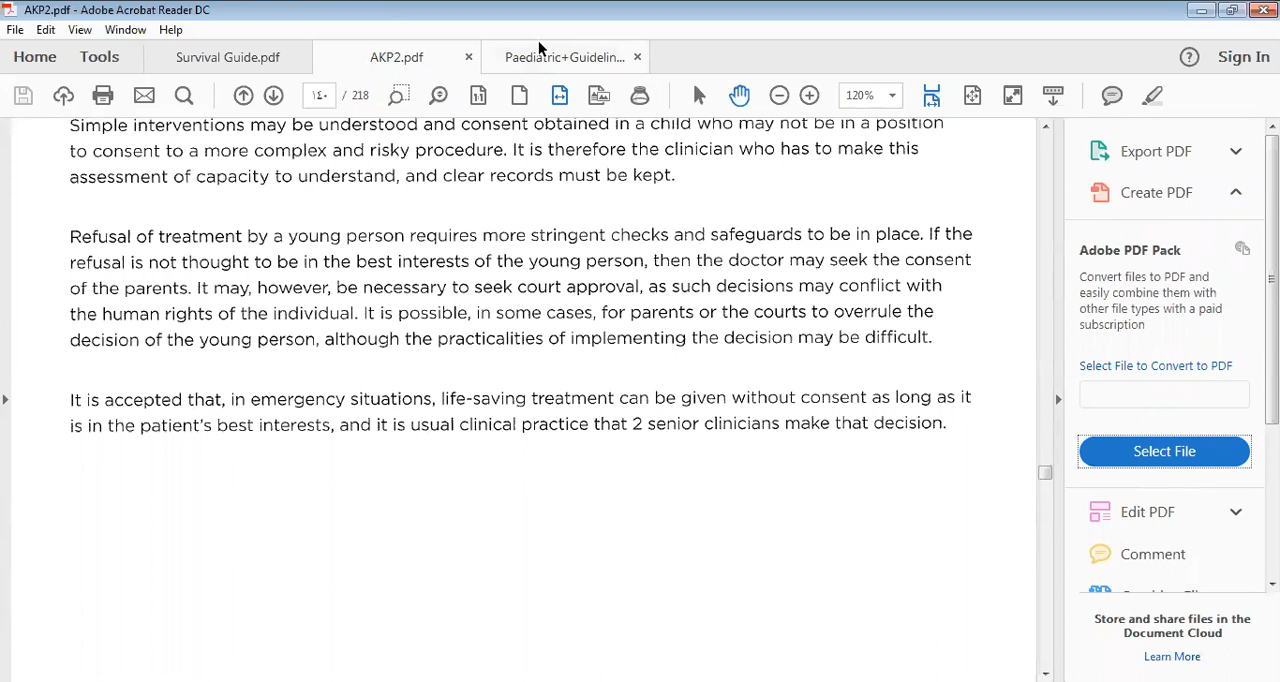 AKP2.pdf - Adobe Acrobat Reader DC
File Edit View Window Help
Home Tools Survival Guide.pdf AKP2.pdf × Paediatric+Guidelin... × ? Sign In
١٤٠ / 218 120%
Simple interventions may be understood and consent obtained in a child who may not be in a position
to consent to a more complex and risky procedure. It is therefore the clinician who has to make this
assessment of capacity to understand, and clear records must be kept.
Refusal of treatment by a young person requires more stringent checks and safeguards to be in place. If the
refusal is not thought to be in the best interests of the young person, then the doctor may seek the consent
of the parents. It may, however, be necessary to seek court approval, as such decisions may conflict with
the human rights of the individual. It is possible, in some cases, for parents or the courts to overrule the
decision of the young person, although the practicalities of implementing the decision may be difficult.
It is accepted that, in emergency situations, life-saving treatment can be given without consent as long as it
is in the patient's best interests, and it is usual clinical practice that 2 senior clinicians make that decision.
Export PDF
Create PDF
Adobe PDF Pack
Convert files to PDF and
easily combine them with
other file types with a paid
subscription
Select File to Convert to PDF
Select File
Edit PDF
Comment
Store and share files in the
Document Cloud
Learn More